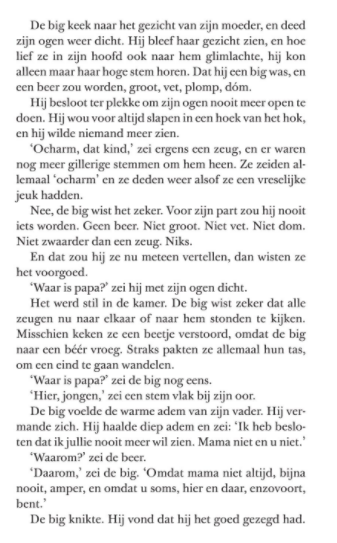 De big keek naar het gezicht van zijn moeder, en deed
zijn ogen weer dicht. Hij bleef haar gezicht zien, en hoe
lief ze in zijn hoofd ook naar hem glimlachte, hij kon
alleen maar haar hoge stem horen. Dat hij een big was, en
een beer zou worden, groot, vet, plomp, dóm.
Hij besloot ter plekke om zijn ogen nooit meer open te
doen. Hij wou voor altijd slapen in een hoek van het hok,
en hij wilde niemand meer zien.
‘Ocharm, dat kind,’ zei ergens een zeug, en er waren
nog meer gillerige stemmen om hem heen. Ze zeiden al-
lemaal ‘ocharm’ en ze deden weer alsof ze een vreselijke
jeuk hadden.
Nee, de big wist het zeker. Voor zijn part zou hij nooit
iets worden. Geen beer. Niet groot. Niet vet. Niet dom.
Niet zwaarder dan een zeug. Niks.
En dat zou hij ze nu meteen vertellen, dan wisten ze
het voorgoed.
‘Waar is papa?’ zei hij met zijn ogen dicht.
Het werd stil in de kamer. De big wist zeker dat alle
zeugen nu naar elkaar of naar hem stonden te kijken.
Misschien keken ze een beetje verstoord, omdat de big
naar een béér vroeg. Straks pakten ze allemaal hun tas,
om een eind te gaan wandelen.
‘Waar is papa?’ zei de big nog eens.
‘Hier, jongen,’ zei een stem vlak bij zijn oor.
De big voelde de warme adem van zijn vader. Hij ver-
mande zich. Hij haalde diep adem en zei: ‘Ik heb beslo-
ten dat ik jullie nooit meer wil zien. Mama niet en u niet.’
‘Waarom?’ zei de beer.
‘Daarom,’ zei de big. ‘Omdat mama niet altijd, bijna
nooit, amper, en omdat u soms, hier en daar, enzovoort,
bent.’
De big knikte. Hij vond dat hij het goed gezegd had.